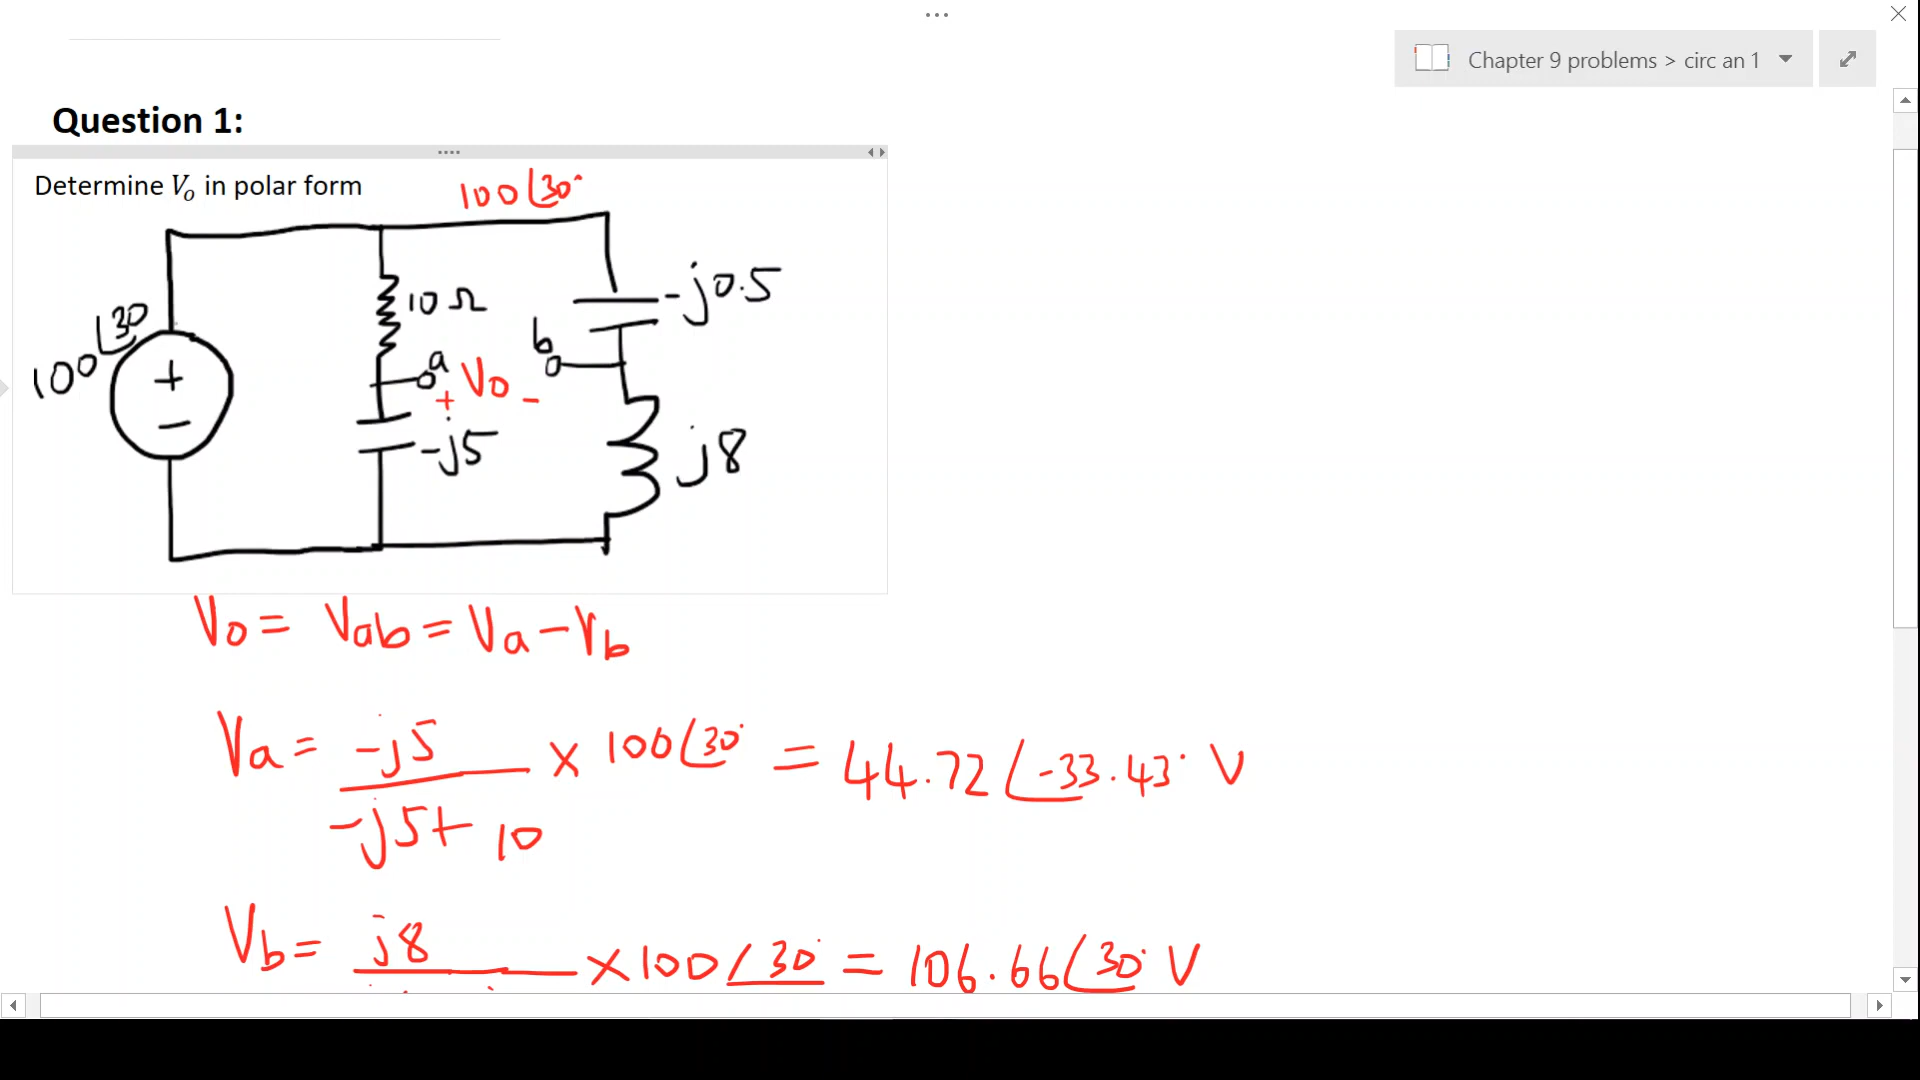 Chapter 9 problems > circ an 1
Question 1:
Determine Vo in polar form
100∠30°
100∠30
10 Ω
-j0.5
a
b
+ Vo -
-j5
j8
+
-
Vo = Vab = Va - Vb
Va = -j5 / -j5 + 10 × 100∠30° = 44.72∠-33.43° V
Vb = j8 × 100∠30° = 106.66∠30° V